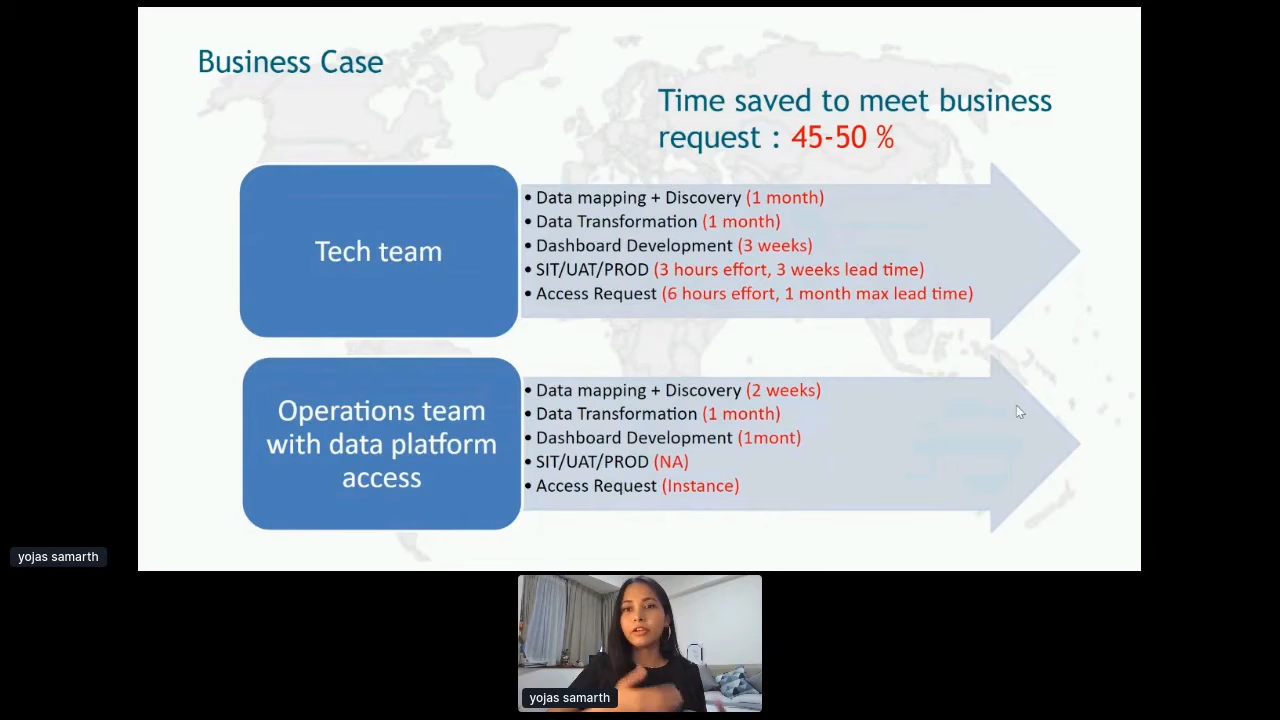 Business Case
Time saved to meet business
request : 45-50 %
Tech team
• Data mapping + Discovery (1 month)
• Data Transformation (1 month)
• Dashboard Development (3 weeks)
• SIT/UAT/PROD (3 hours effort, 3 weeks lead time)
• Access Request (6 hours effort, 1 month max lead time)
Operations team
with data platform
access
• Data mapping + Discovery (2 weeks)
• Data Transformation (1 month)
• Dashboard Development (1mont)
• SIT/UAT/PROD (NA)
• Access Request (Instance)
yojas samarth
yojas samarth